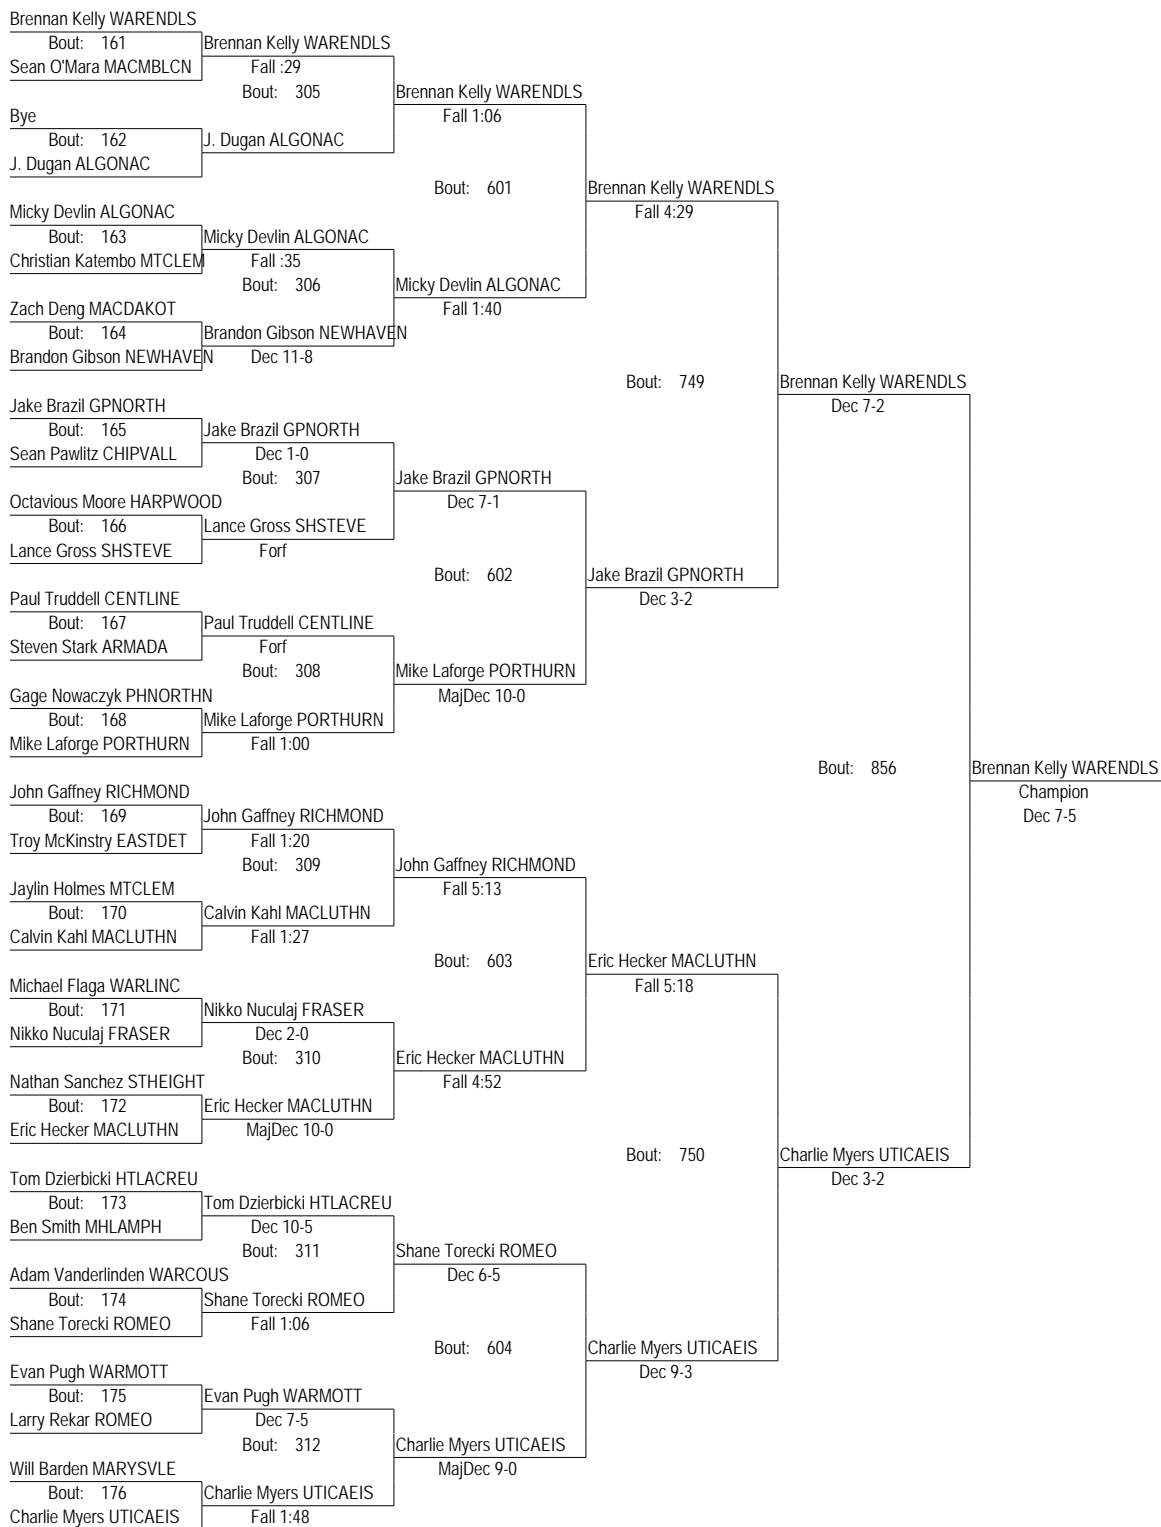 Brennan Kelly WARENDLS
Bout: 161 Brennan Kelly WARENDLS
Sean O'Mara MACMBLCN Fall :29
Bout: 305 Brennan Kelly WARENDLS
Bye Fall 1:06
Bout: 162 J. Dugan ALGONAC
J. Dugan ALGONAC
Bout: 601 Brennan Kelly WARENDLS
Micky Devlin ALGONAC Fall 4:29
Bout: 163 Micky Devlin ALGONAC
Christian Katembo MTCLEM Fall :35
Bout: 306 Micky Devlin ALGONAC
Zach Deng MACDAKOT Fall 1:40
Bout: 164 Brandon Gibson NEWHAVEN
Brandon Gibson NEWHAVEN Dec 11-8
Bout: 749 Brennan Kelly WARENDLS
Jake Brazil GPNORTH Dec 7-2
Bout: 165 Jake Brazil GPNORTH
Sean Pawlitz CHIPVALL Dec 1-0
Bout: 307 Jake Brazil GPNORTH
Octavious Moore HARPWOOD Dec 7-1
Bout: 166 Lance Gross SHSTEVE
Lance Gross SHSTEVE Forf
Bout: 602 Jake Brazil GPNORTH
Paul Truddell CENTLINE Dec 3-2
Bout: 167 Paul Truddell CENTLINE
Steven Stark ARMADA Forf
Bout: 308 Mike Laforge PORTHURN
Gage Nowaczyk PHNORTHN MajDec 10-0
Bout: 168 Mike Laforge PORTHURN
Mike Laforge PORTHURN Fall 1:00
Bout: 856 Brennan Kelly WARENDLS
John Gaffney RICHMOND Champion
Bout: 169 John Gaffney RICHMOND Dec 7-5
Troy McKinstry EASTDET Fall 1:20
Bout: 309 John Gaffney RICHMOND
Jaylin Holmes MTCLEM Fall 5:13
Bout: 170 Calvin Kahl MACLUTHN
Calvin Kahl MACLUTHN Fall 1:27
Bout: 603 Eric Hecker MACLUTHN
Michael Flaga WARLINC Fall 5:18
Bout: 171 Nikko Nuculaj FRASER
Nikko Nuculaj FRASER Dec 2-0
Bout: 310 Eric Hecker MACLUTHN
Nathan Sanchez STHEIGHT Fall 4:52
Bout: 172 Eric Hecker MACLUTHN
Eric Hecker MACLUTHN MajDec 10-0
Bout: 750 Charlie Myers UTICAEIS
Tom Dzierbicki HTLACREU Dec 3-2
Bout: 173 Tom Dzierbicki HTLACREU
Ben Smith MHLAMPH Dec 10-5
Bout: 311 Shane Torecki ROMEO
Adam Vanderlinden WARCOUS Dec 6-5
Bout: 174 Shane Torecki ROMEO
Shane Torecki ROMEO Fall 1:06
Bout: 604 Charlie Myers UTICAEIS
Evan Pugh WARMOTT Dec 9-3
Bout: 175 Evan Pugh WARMOTT
Larry Rekar ROMEO Dec 7-5
Bout: 312 Charlie Myers UTICAEIS
Will Barden MARYSVLE MajDec 9-0
Bout: 176 Charlie Myers UTICAEIS
Charlie Myers UTICAEIS Fall 1:48